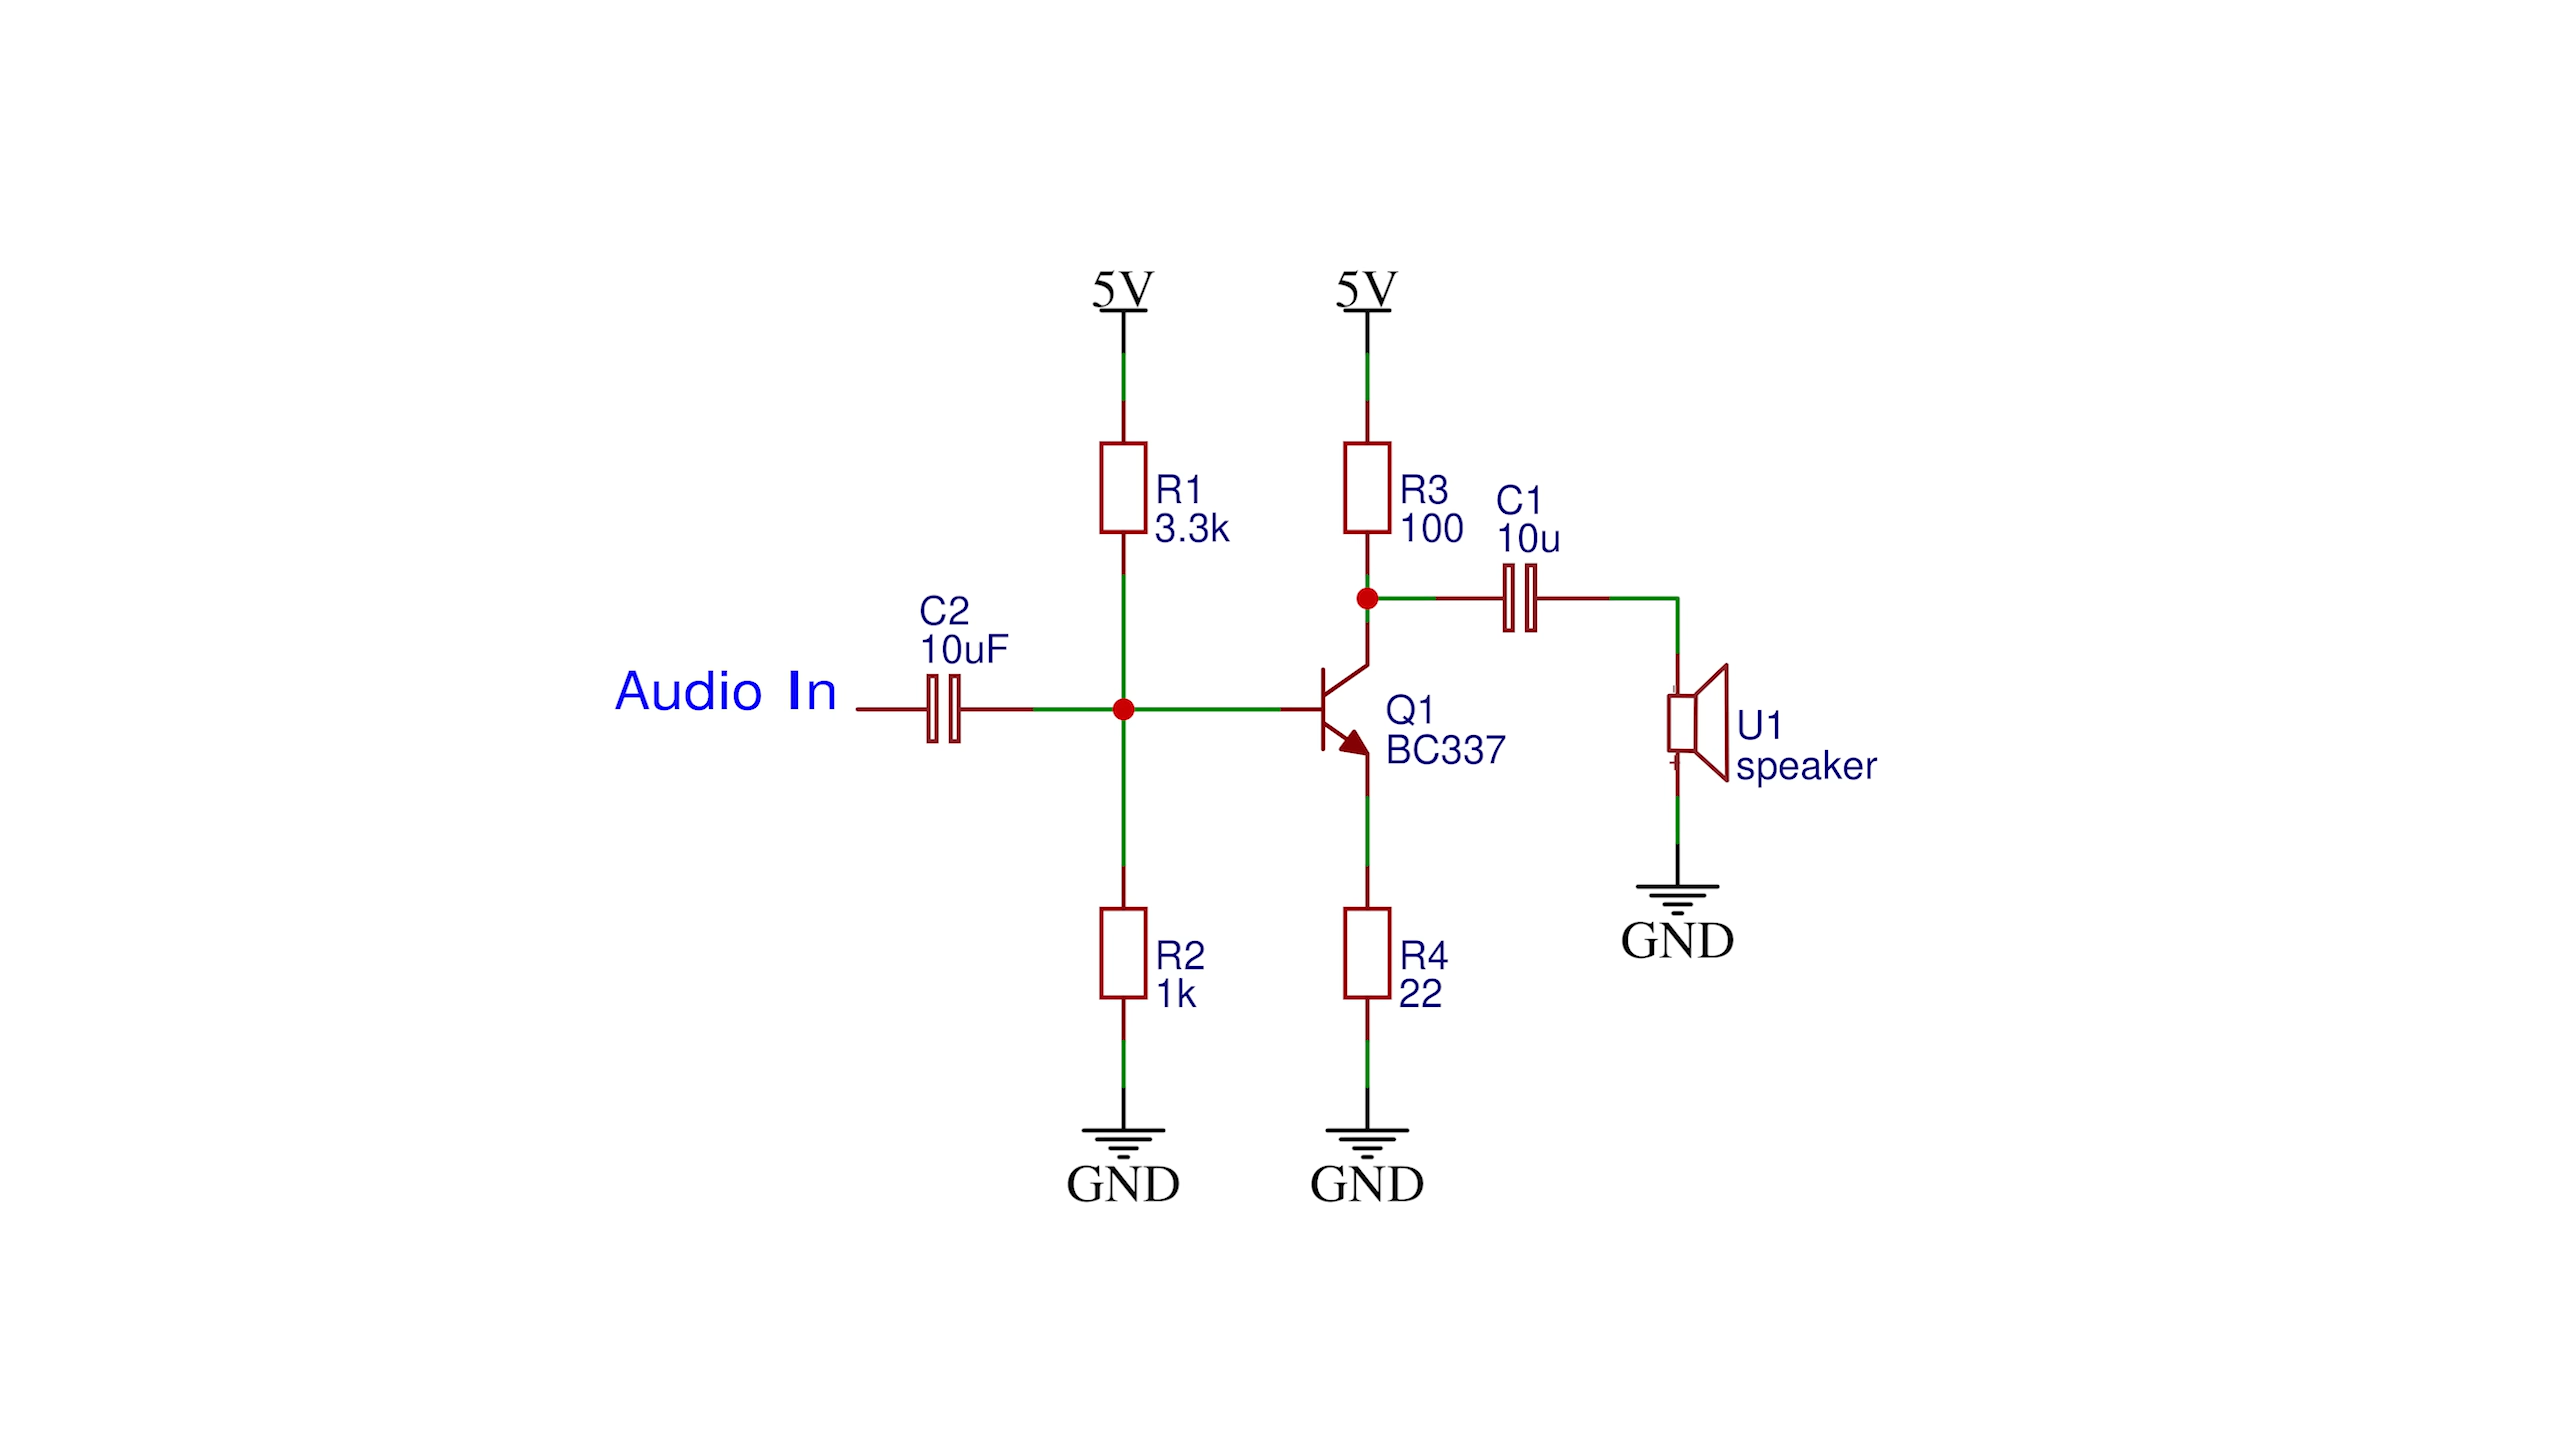 5V
5V
R1
3.3k
R3
100
C1
10u
C2
10uF
Audio In
Q1
BC337
U1
speaker
GND
R2
1k
R4
22
GND
GND